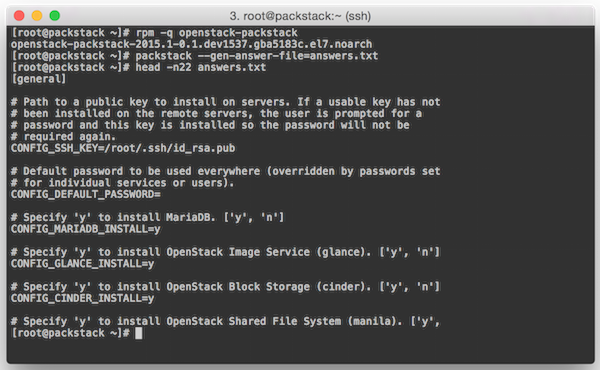 3. root@packstack:~ (ssh)
[root@packstack ~]# rpm -q openstack-packstack
openstack-packstack-2015.1-0.1.dev1537.gba5183c.el7.noarch
[root@packstack ~]# packstack --gen-answer-file=answers.txt
[root@packstack ~]# head -n22 answers.txt
[general]

# Path to a public key to install on servers. If a usable key has not
# been installed on the remote servers, the user is prompted for a
# password and this key is installed so the password will not be
# required again.
CONFIG_SSH_KEY=/root/.ssh/id_rsa.pub

# Default password to be used everywhere (overridden by passwords set
# for individual services or users).
CONFIG_DEFAULT_PASSWORD=

# Specify 'y' to install MariaDB. ['y', 'n']
CONFIG_MARIADB_INSTALL=y

# Specify 'y' to install OpenStack Image Service (glance). ['y', 'n']
CONFIG_GLANCE_INSTALL=y

# Specify 'y' to install OpenStack Block Storage (cinder). ['y', 'n']
CONFIG_CINDER_INSTALL=y

# Specify 'y' to install OpenStack Shared File System (manila). ['y',
[root@packstack ~]#